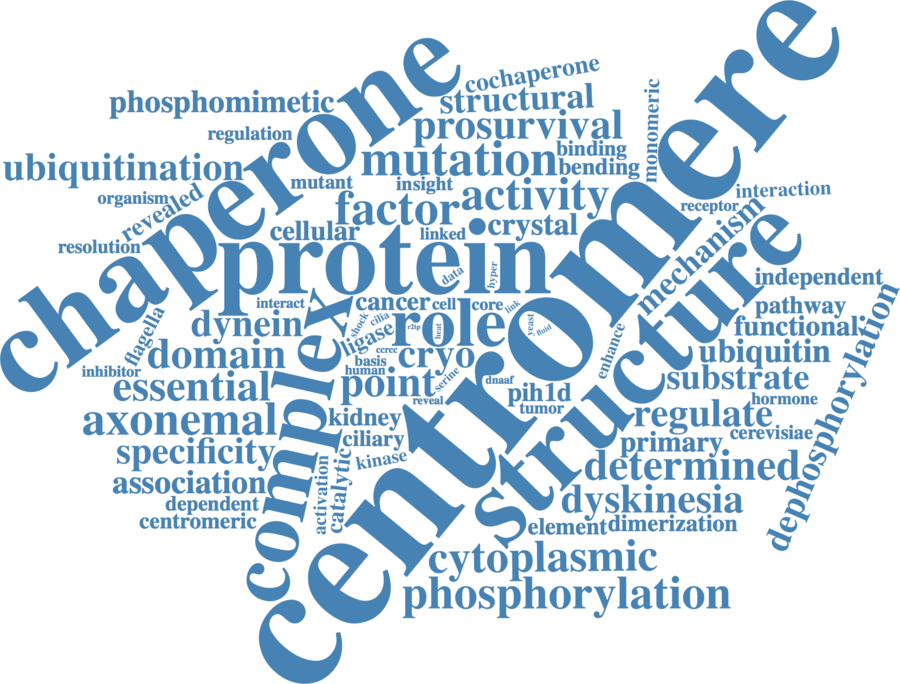 centromere
chaperone
protein
structure
complex
role
phosphomimetic
cochaperone
structural
regulation
prosurvival
ubiquitination
mutation
binding
bending
monomeric
organism
revealed
mutant
insight
factor
activity
interaction
receptor
resolution
cellular
linked
crystal
mechanism
data
hyper
independent
interact
cancer
cell
core
link
pathway
flagella
dynein
shock
cilia
r2tp
heat
yeast
fluid
functional
domain
ligase
ccrcc
cryo
enhance
ubiquitin
inhibitor
basis
human
serine
dnaaf
substrate
essential
point
reveal
pih1d
tumor
hormone
dephosphorylation
axonemal
kidney
regulate
cerevisiae
specificity
ciliary
primary
kinase
determined
association
activation
catalytic
dyskinesia
dependent
centromeric
element
dimerization
cytoplasmic
phosphorylation